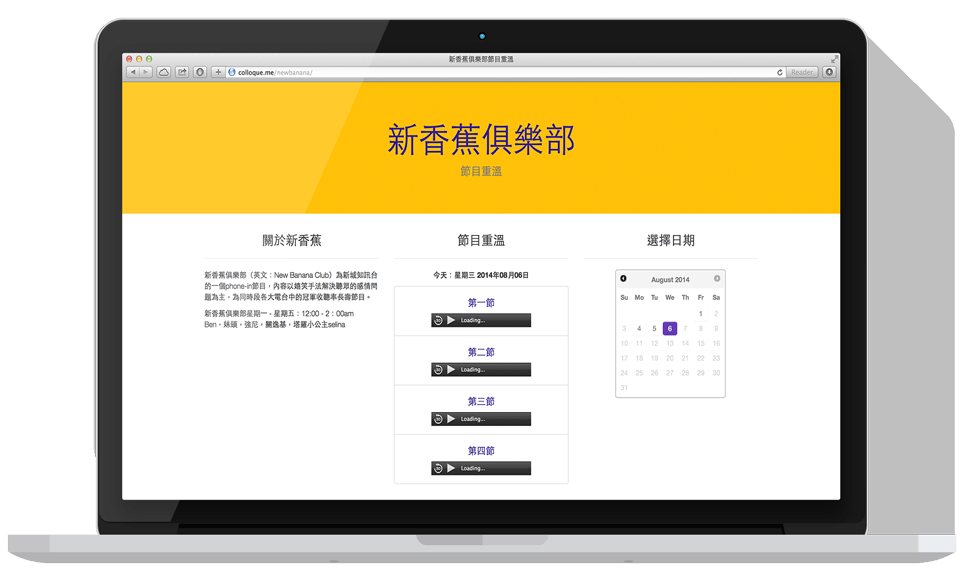 新香蕉俱樂部節目重溫
colloque.me/newbanana/
Reader
新香蕉俱樂部
節目重溫
關於新香蕉
新香蕉俱樂部（英文：New Banana Club）為新城知訊台
的一個phone-in節目，內容以嬉笑手法解決聽眾的感情問
題為主，為同時段各大電台中的冠軍收聽率長壽節目。
新香蕉俱樂部星期一 - 星期五：12:00 - 2：00am
Ben，妹頭，強尼，關逸基，塔羅小公主selina
節目重溫
今天：星期三 2014年08月06日
第一節
30 Loading...
第二節
30 Loading...
第三節
30 Loading...
第四節
30 Loading...
選擇日期
August 2014
Su Mo Tu We Th Fr Sa
1 2
3 4 5 6 7 8 9
10 11 12 13 14 15 16
17 18 19 20 21 22 23
24 25 26 27 28 29 30
31